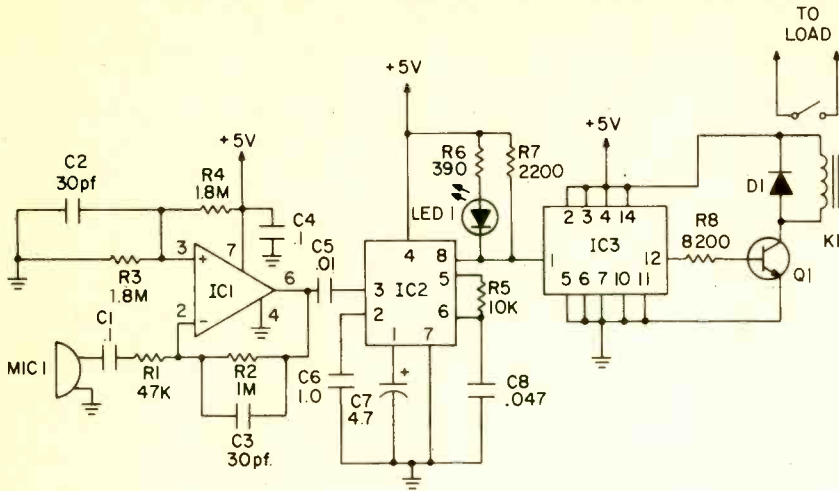 TO
LOAD
+5V
+5V
+5V
C2
30pf
R4
1.8M
R6
390
R7
2200
LED 1
D1
K1
C4
.1
C5
.01
3
+
7
6
IC1
4
2
−
R3
1.8M
4
8
3
IC2
5
2
6
1
7
R5
10K
2 3 4 14
1
IC3
12
5 6 7 10 11
R8
8200
Q1
MIC 1
C1
.1
R1
47K
R2
1M
C3
30pf.
C6
1.0
C7
4.7
+
C8
.047